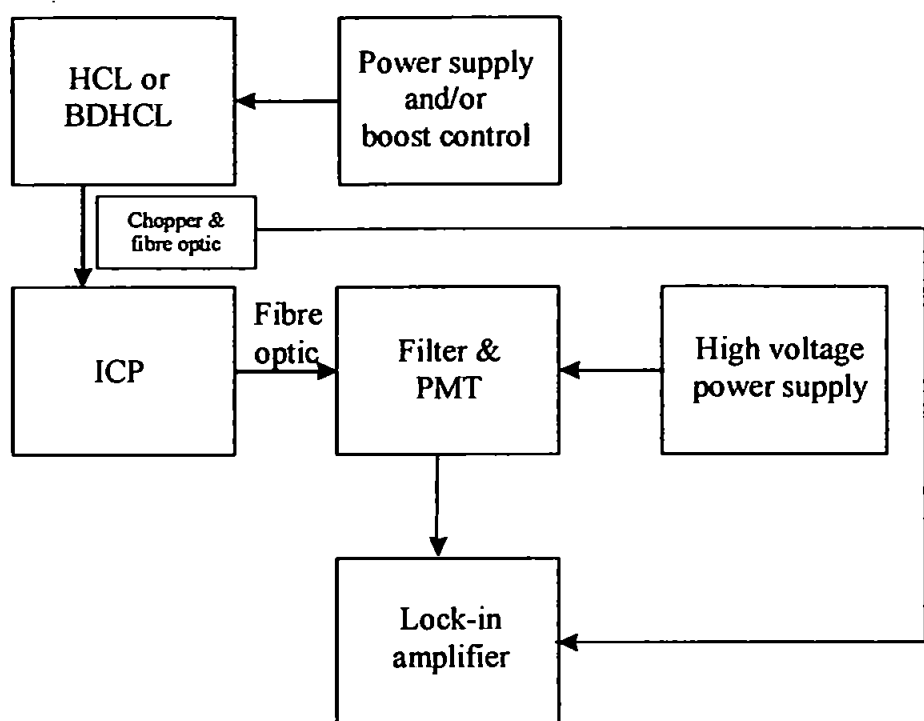 HCL or
BDHCL
Power supply
and/or
boost control
Chopper &
fibre optic
ICP
Fibre
optic
Filter &
PMT
High voltage
power supply
Lock-in
amplifier